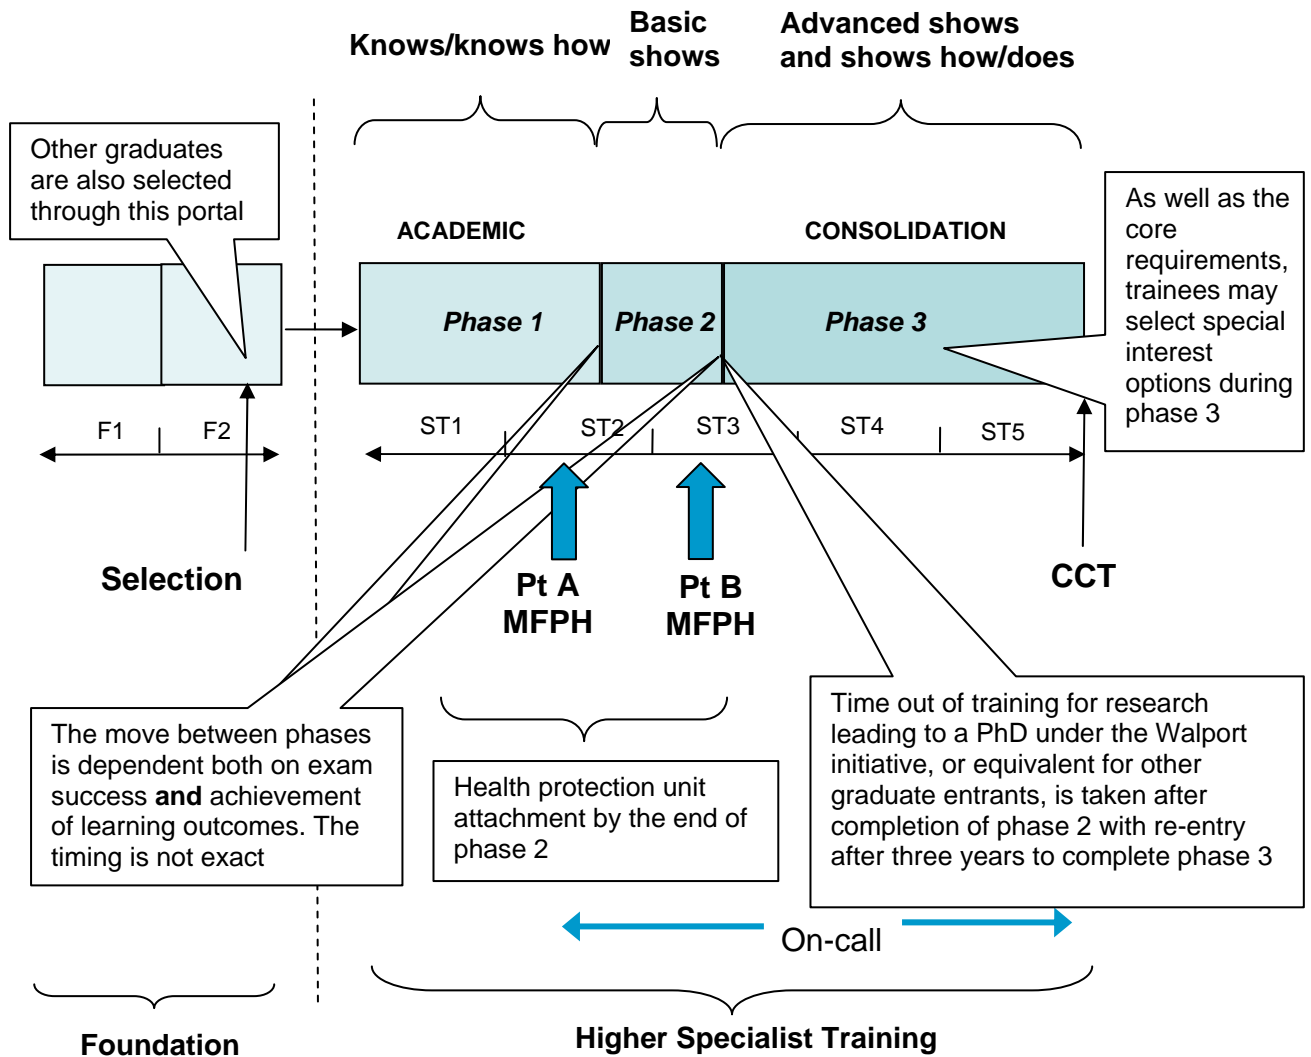 Knows/knows how
Basic
shows
Advanced shows
and shows how/does
Other graduates
are also selected
through this portal
ACADEMIC
CONSOLIDATION
As well as the
core
requirements,
trainees may
select special
interest
options during
phase 3
Phase 1
Phase 2
Phase 3
F1
F2
ST1
ST2
ST3
ST4
ST5
Selection
Pt A
MFPH
Pt B
MFPH
CCT
The move between phases
is dependent both on exam
success and achievement
of learning outcomes. The
timing is not exact
Health protection unit
attachment by the end of
phase 2
Time out of training for research
leading to a PhD under the Walport
initiative, or equivalent for other
graduate entrants, is taken after
completion of phase 2 with re-entry
after three years to complete phase 3
On-call
Foundation
Higher Specialist Training